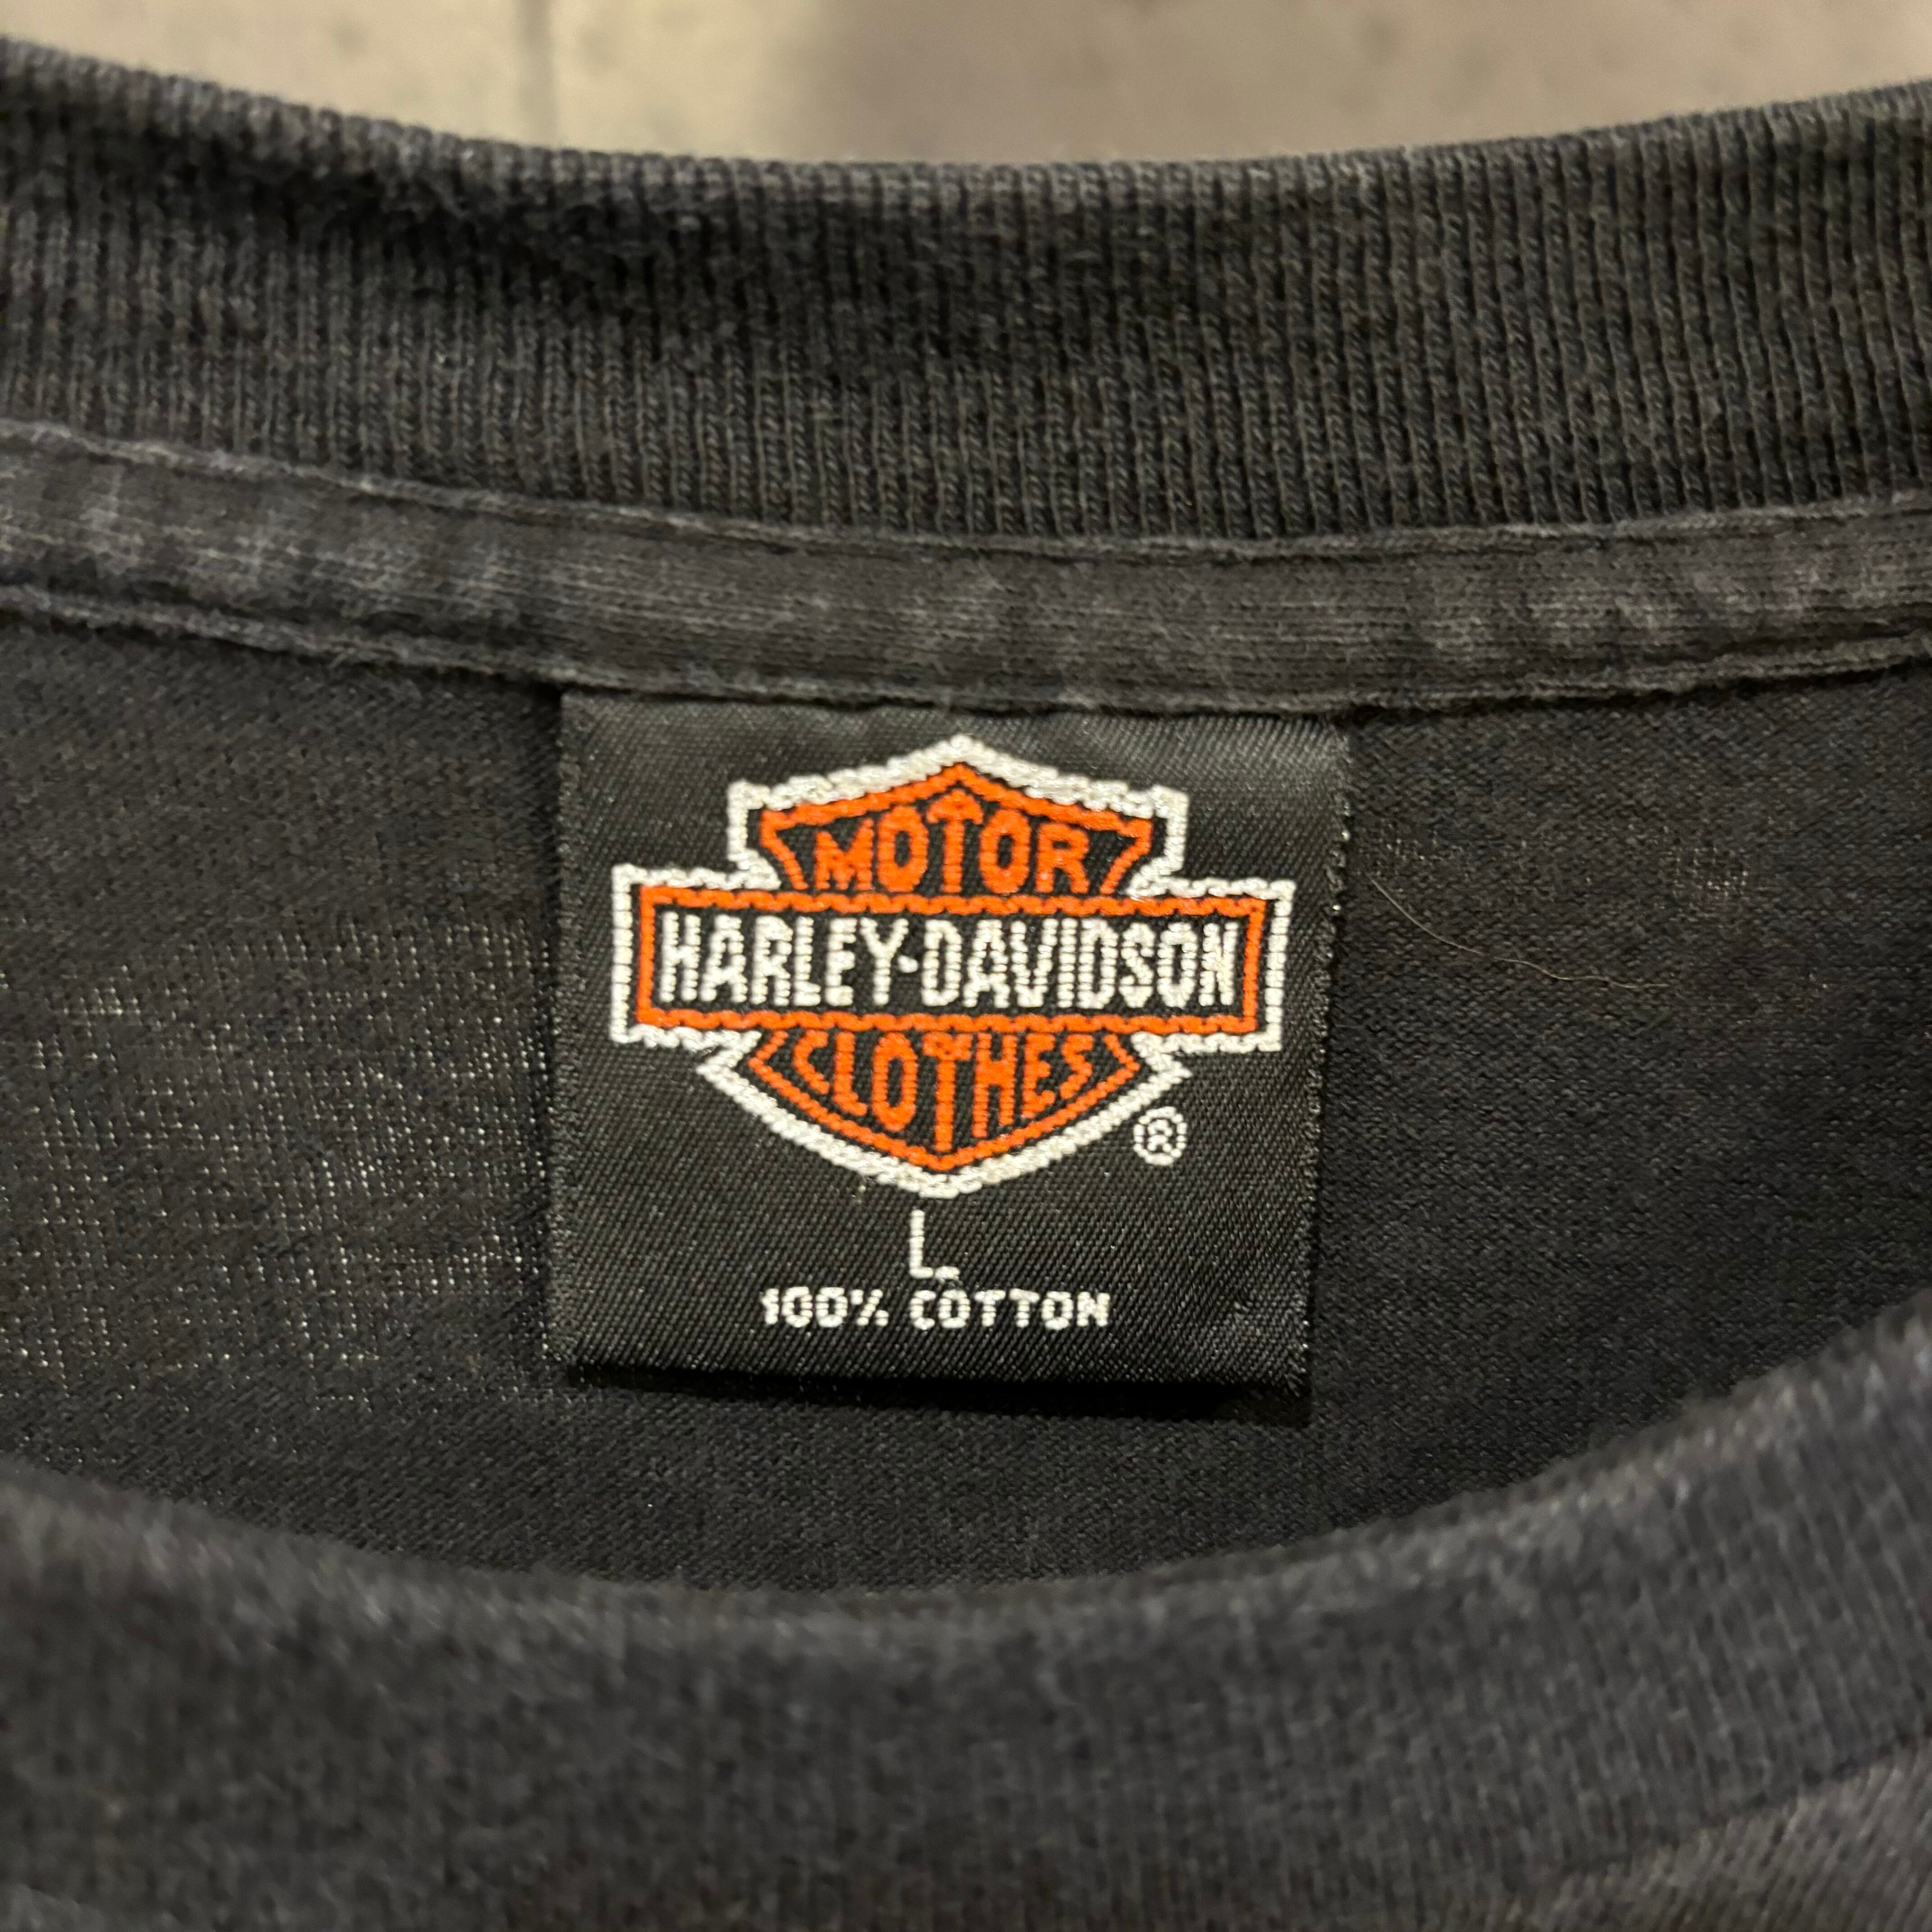 MOTOR
HARLEY-DAVIDSON
CLOTHES
®
L
100% COTTON